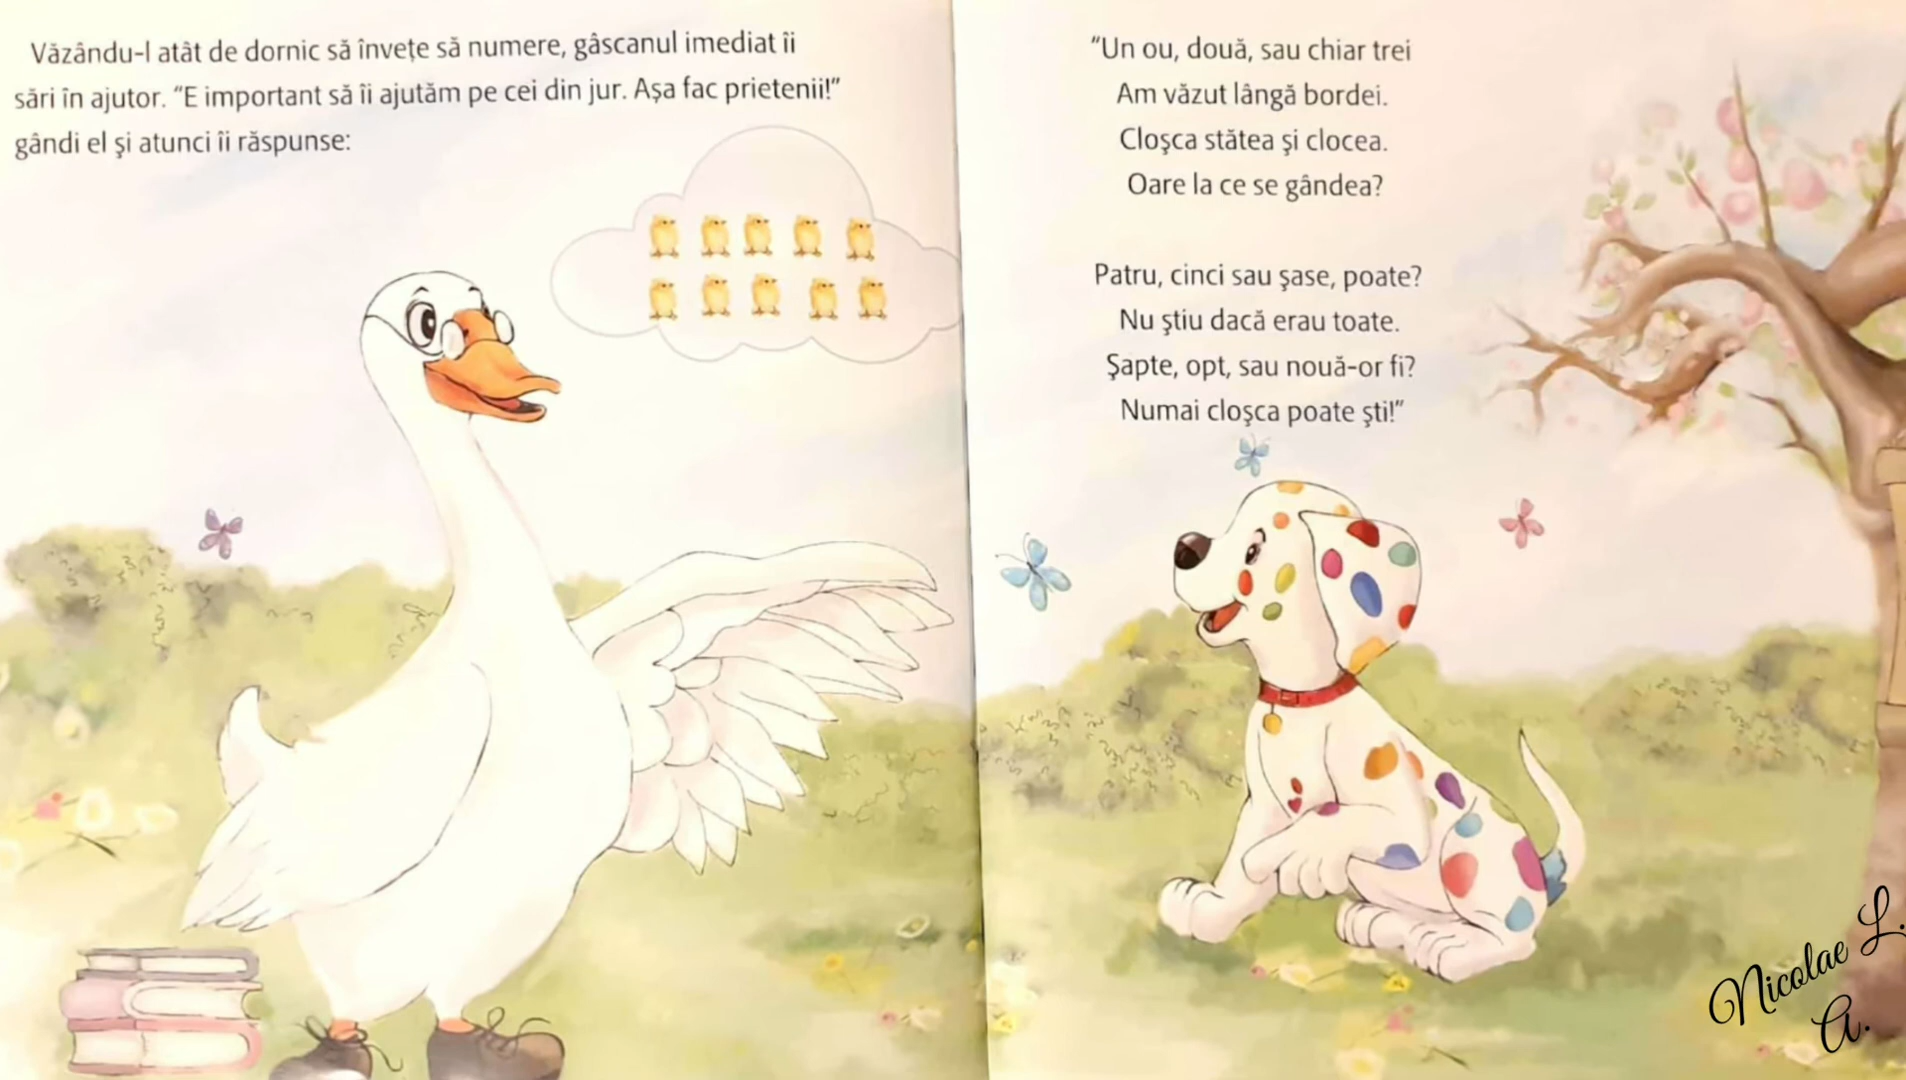 Văzându-l atât de dornic să învețe să numere, gâscanul imediat îi
sări în ajutor. “E important să îi ajutăm pe cei din jur. Așa fac prietenii!”
gândi el și atunci îi răspunse:
“Un ou, două, sau chiar trei
Am văzut lângă bordei.
Cloșca stătea și clocea.
Oare la ce se gândea?
Patru, cinci sau șase, poate?
Nu știu dacă erau toate.
Șapte, opt, sau nouă-or fi?
Numai cloșca poate ști!”
Nicolae L.
A.